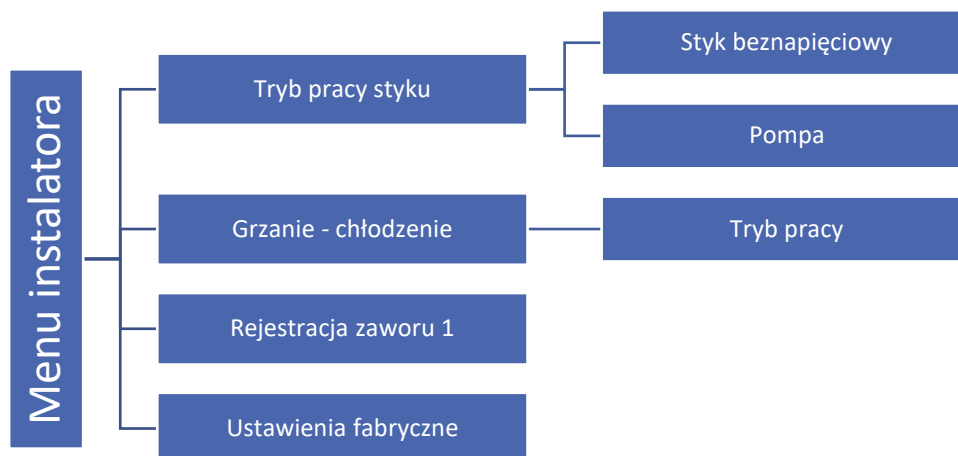 Menu instalatora
Tryb pracy styku
Styk beznapięciowy
Pompa
Grzanie - chłodzenie
Tryb pracy
Rejestracja zaworu 1
Ustawienia fabryczne